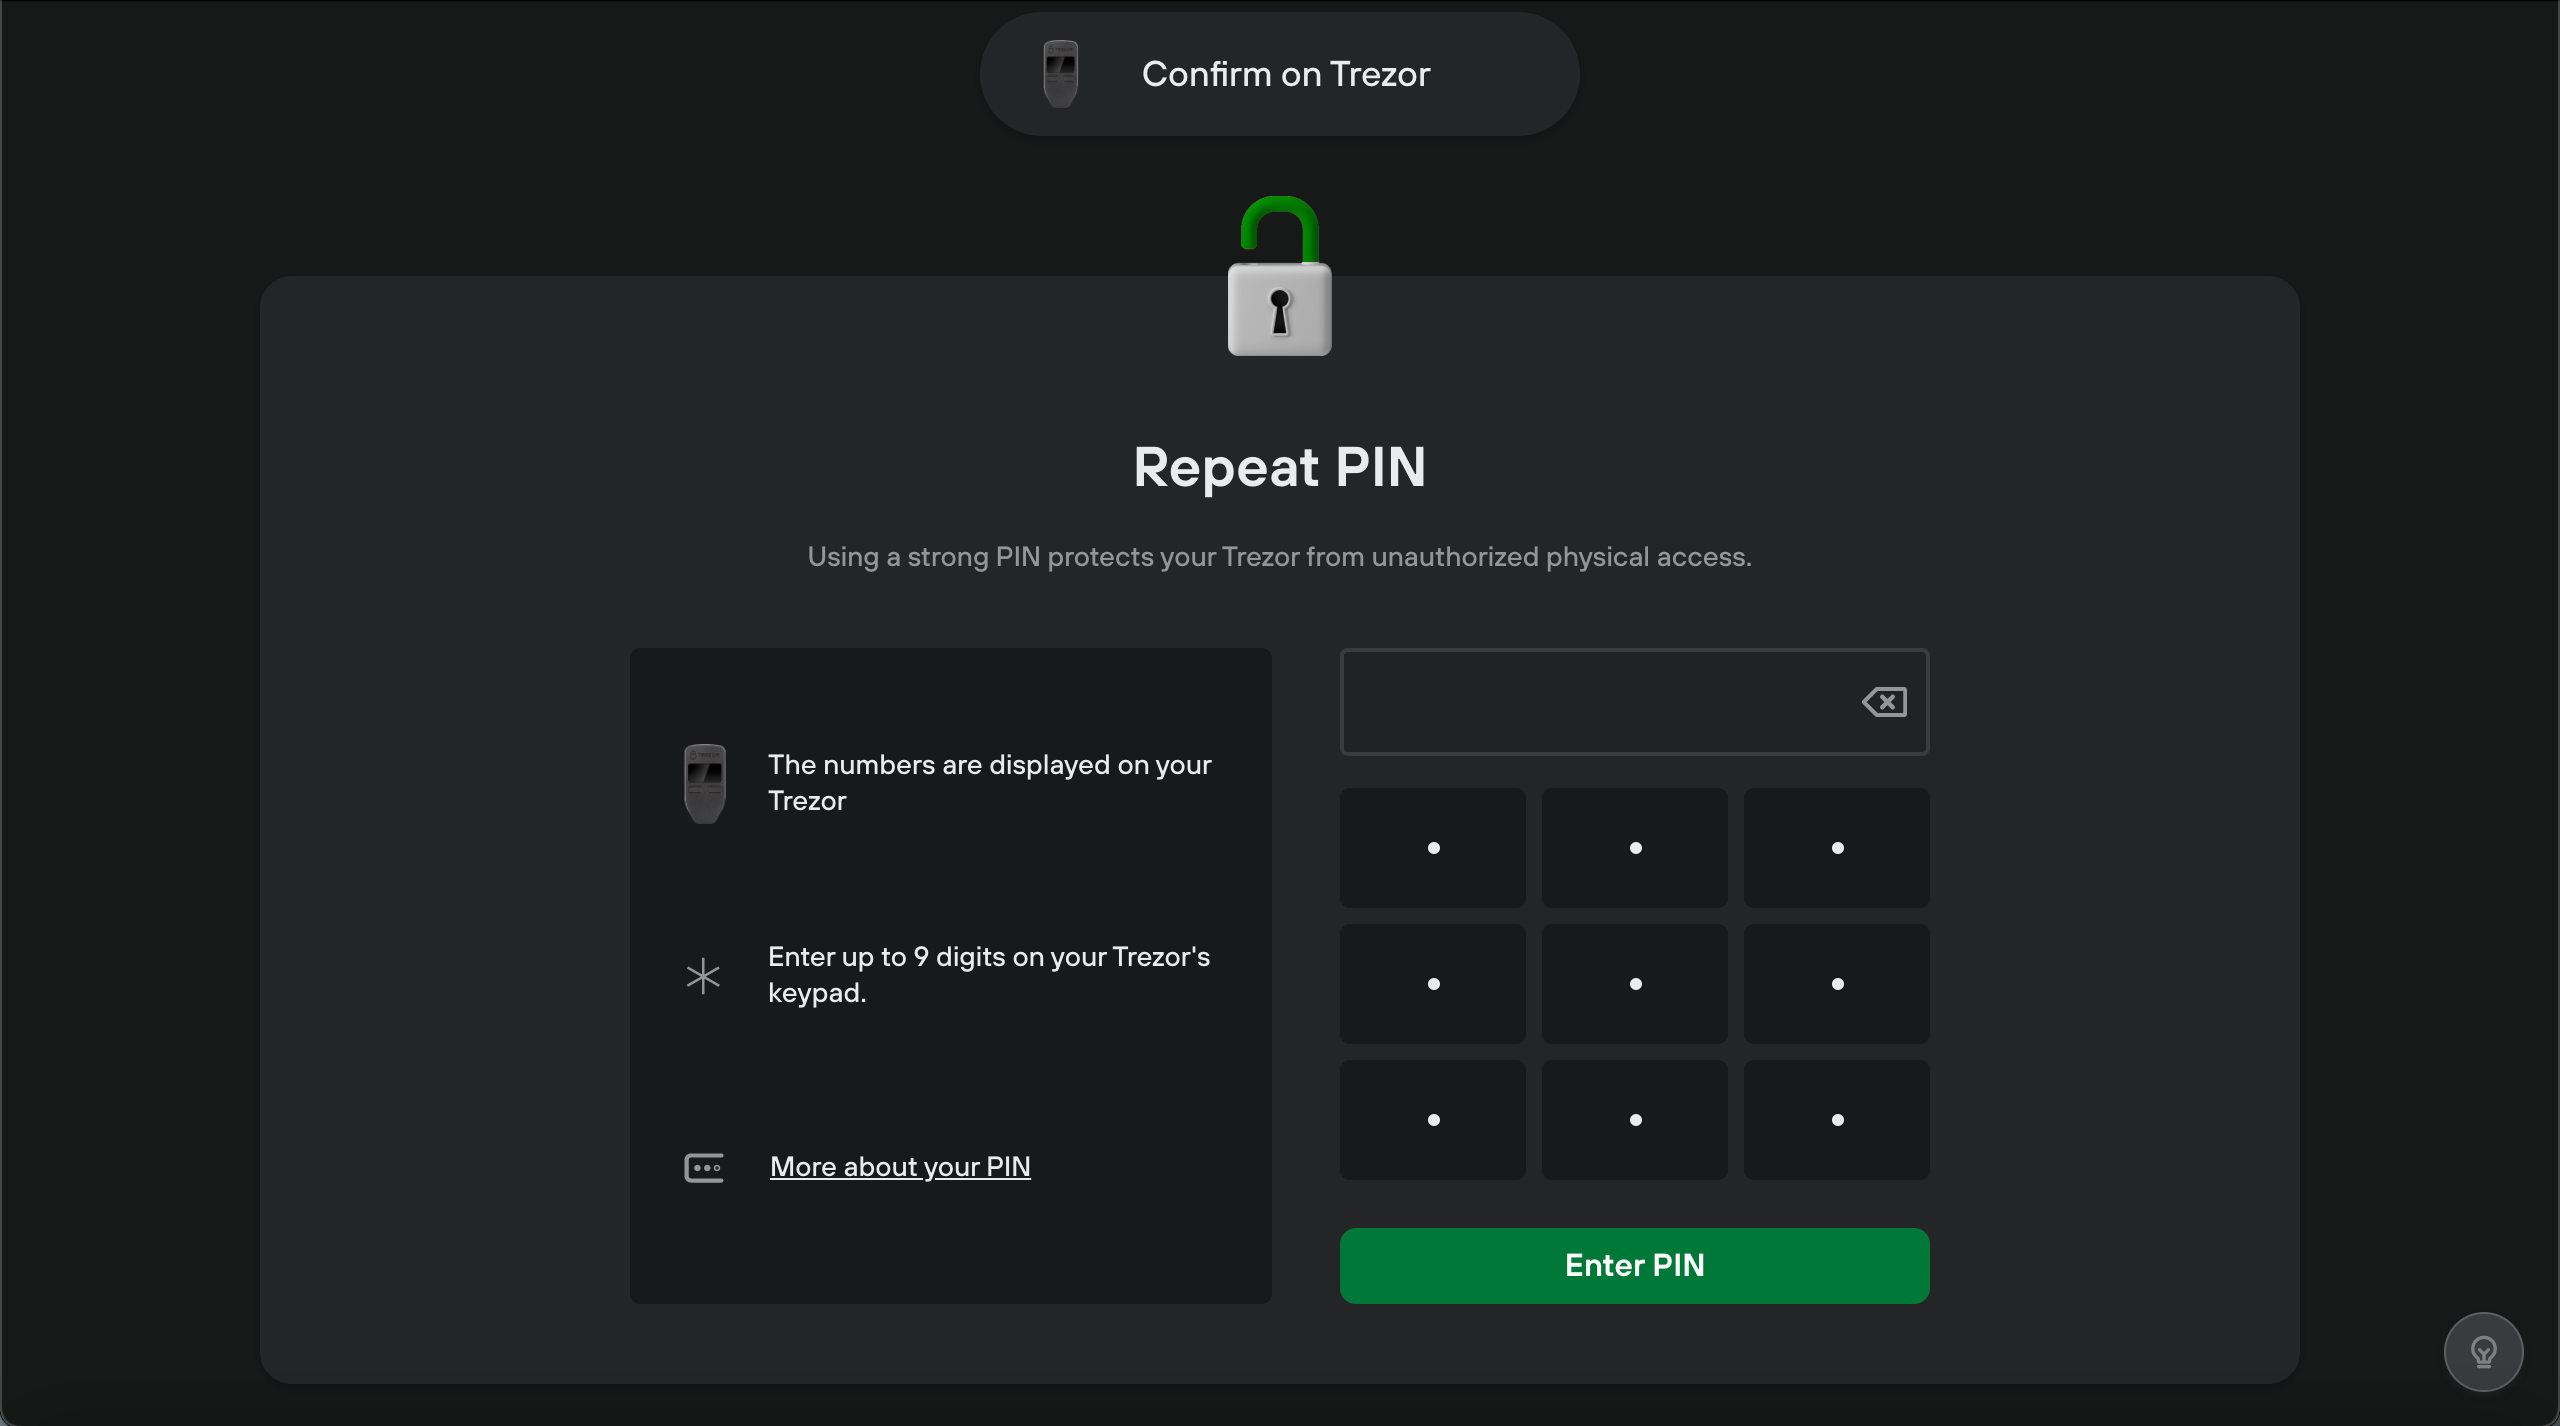 Confirm on Trezor
Repeat PIN
Using a strong PIN protects your Trezor from unauthorized physical access.
The numbers are displayed on your
Trezor
Enter up to 9 digits on your Trezor's
keypad.
More about your PIN
Enter PIN